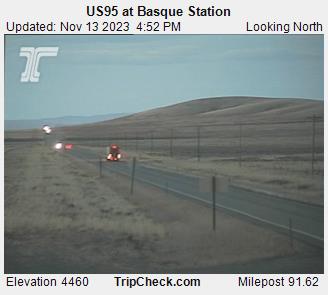 US95 at Basque Station
Updated: Nov 13 2023 4:52 PM Looking North
Elevation 4460 TripCheck.com Milepost 91.62